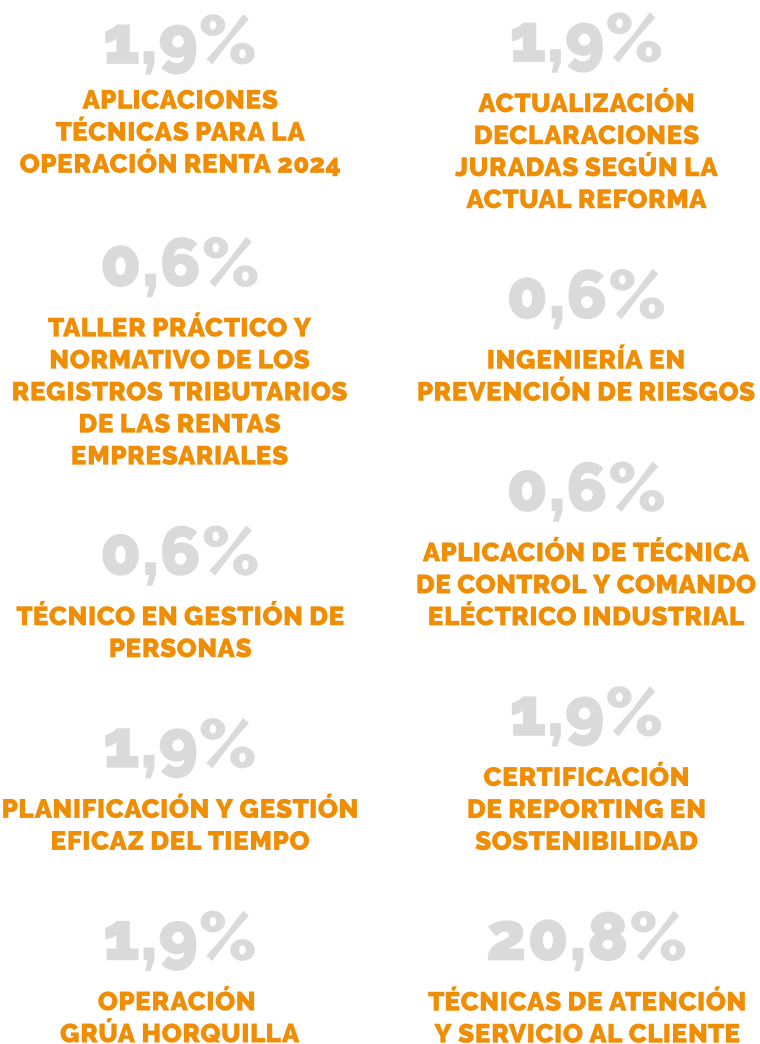 1,9%
APLICACIONES
TÉCNICAS PARA LA
OPERACIÓN RENTA 2024
0,6%
TALLER PRÁCTICO Y
NORMATIVO DE LOS
REGISTROS TRIBUTARIOS
DE LAS RENTAS
EMPRESARIALES
0,6%
TÉCNICO EN GESTIÓN DE
PERSONAS
1,9%
PLANIFICACIÓN Y GESTIÓN
EFICAZ DEL TIEMPO
1,9%
OPERACIÓN
GRÚA HORQUILLA
1,9%
ACTUALIZACIÓN
DECLARACIONES
JURADAS SEGÚN LA
ACTUAL REFORMA
0,6%
INGENIERÍA EN
PREVENCIÓN DE RIESGOS
0,6%
APLICACIÓN DE TÉCNICA
DE CONTROL Y COMANDO
ELÉCTRICO INDUSTRIAL
1,9%
CERTIFICACIÓN
DE REPORTING EN
SOSTENIBILIDAD
20,8%
TÉCNICAS DE ATENCIÓN
Y SERVICIO AL CLIENTE